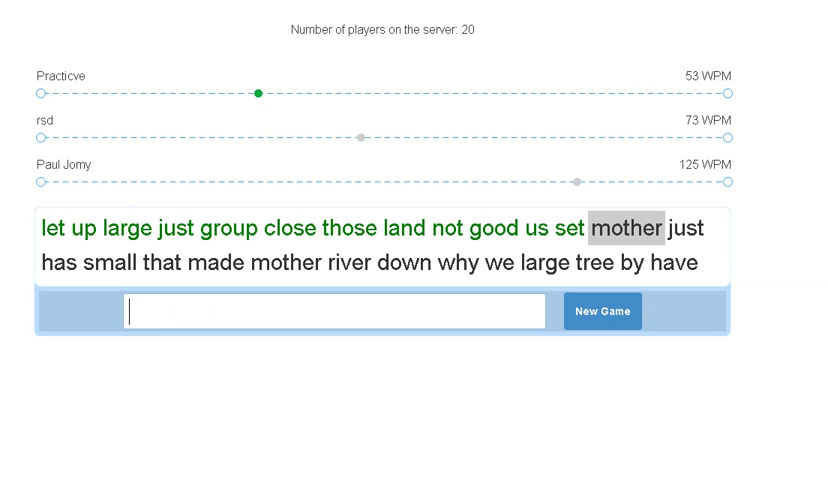 Number of players on the server: 20
Practicve 53 WPM
rsd 73 WPM
Paul Jomy 125 WPM
let up large just group close those land not good us set mother just
has small that made mother river down why we large tree by have
New Game